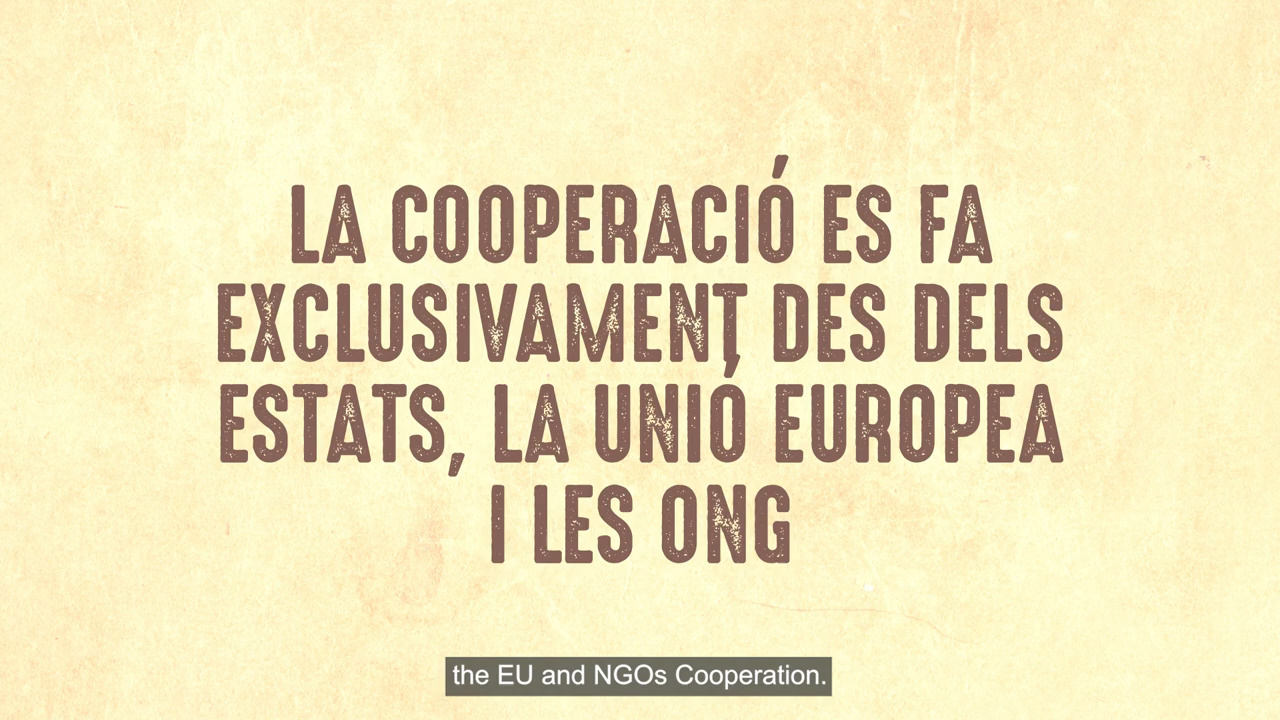 LA COOPERACIÓ ES FA
EXCLUSIVAMENT DES DELS
ESTATS, LA UNIÓ EUROPEA
I LES ONG
the EU and NGOs Cooperation.